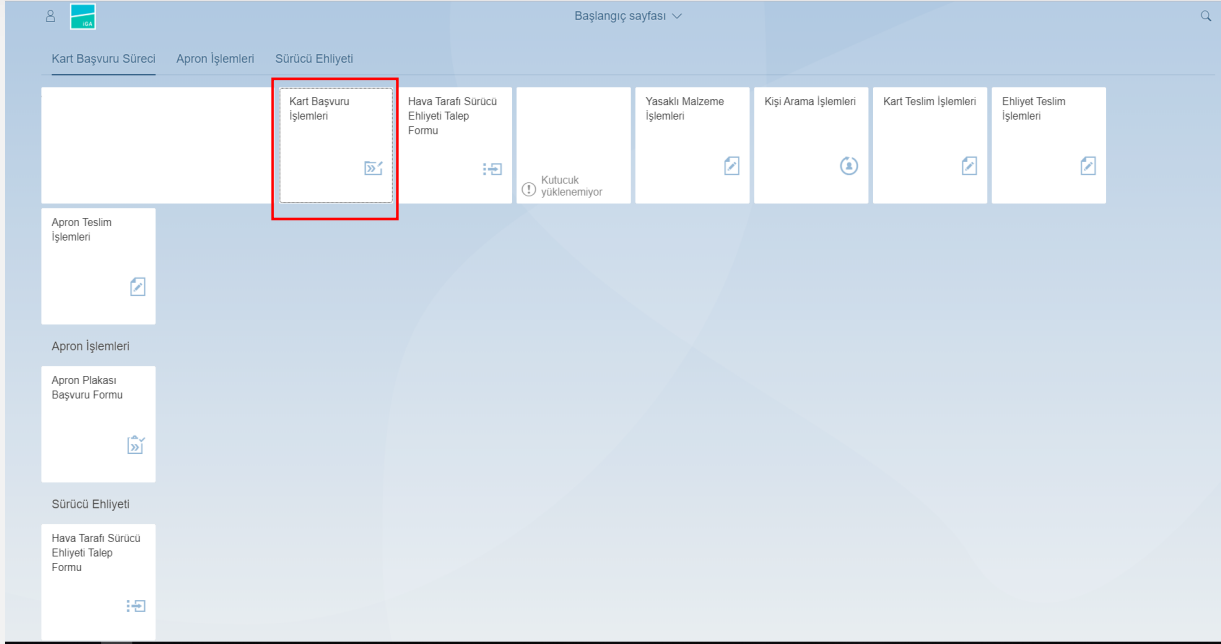 iGA
Başlangıç sayfası
Kart Başvuru Süreci
Apron İşlemleri
Sürücü Ehliyeti
Kart Başvuru
İşlemleri
Hava Tarafı Sürücü
Ehliyeti Talep
Formu
Kutucuk
yüklenemiyor
Yasaklı Malzeme
İşlemleri
Kişi Arama İşlemleri
Kart Teslim İşlemleri
Ehliyet Teslim
İşlemleri
Apron Teslim
İşlemleri
Apron İşlemleri
Apron Plakası
Başvuru Formu
Sürücü Ehliyeti
Hava Tarafı Sürücü
Ehliyeti Talep
Formu